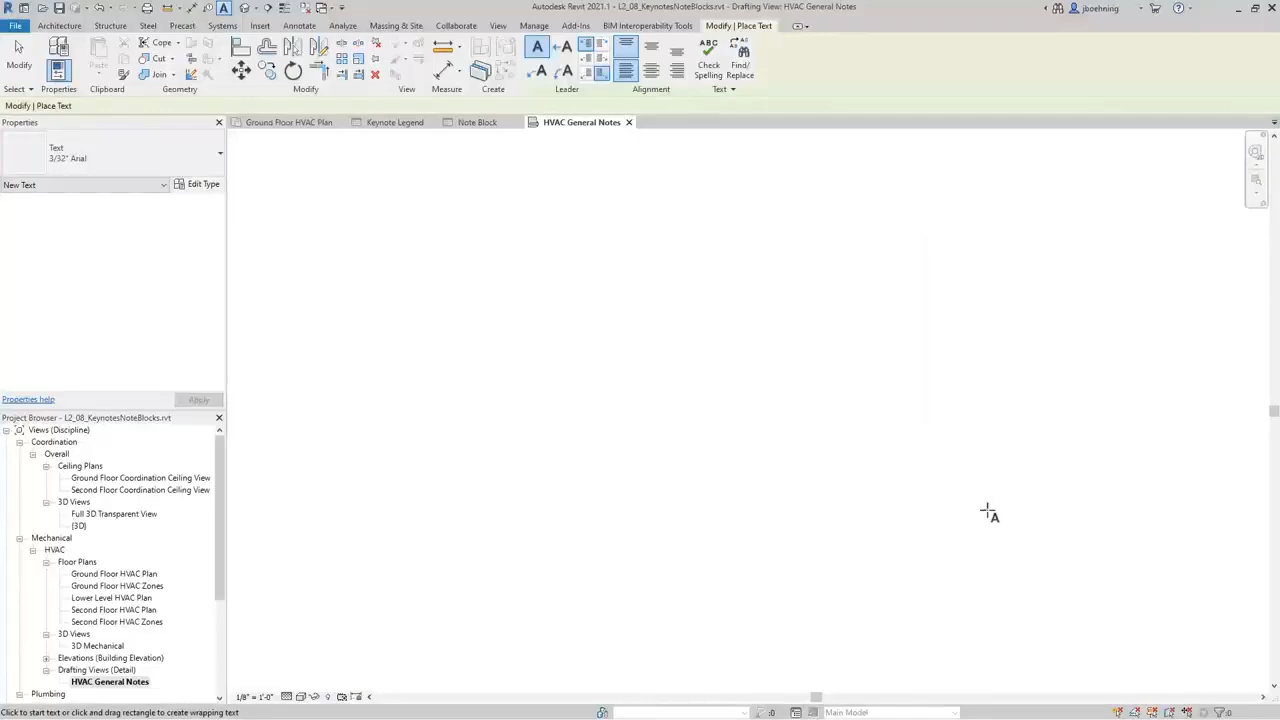 Autodesk Revit 2021.1 - L2_08_KeynotesNoteBlocks.rvt - Drafting View: HVAC General Notes
jboehning
File Architecture Structure Steel Precast Systems Insert Annotate Analyze Massing & Site Collaborate View Manage Add-Ins BIM Interoperability Tools Modify | Place Text
Modify
Paste
Cope
Cut
Join
Check Spelling
Find/ Replace
Select Properties Clipboard Geometry Modify View Measure Create Leader Alignment Text
Modify | Place Text
Properties
Ground Floor HVAC Plan Keynote Legend Note Block HVAC General Notes
Text
3/32" Arial
New Text Edit Type
Properties help Apply
Project Browser - L2_08_KeynotesNoteBlocks.rvt
Views (Discipline)
Coordination
Overall
Ceiling Plans
Ground Floor Coordination Ceiling View
Second Floor Coordination Ceiling View
3D Views
Full 3D Transparent View
{3D}
Mechanical
HVAC
Floor Plans
Ground Floor HVAC Plan
Ground Floor HVAC Zones
Lower Level HVAC Plan
Second Floor HVAC Plan
Second Floor HVAC Zones
3D Views
3D Mechanical
Elevations (Building Elevation)
Drafting Views (Detail)
HVAC General Notes
Plumbing
1/8" = 1'-0"
Click to start text or click and drag rectangle to create wrapping text
:0
Main Model
:0